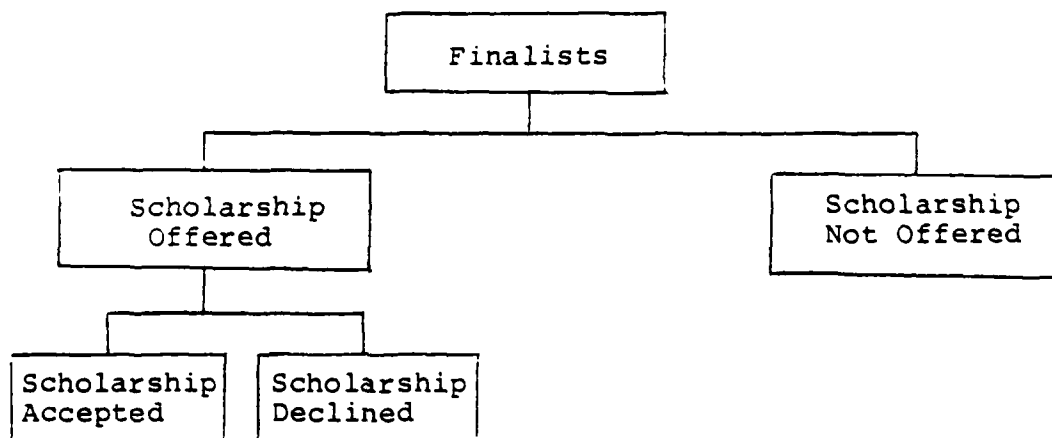 Finalists
Scholarship
Offered
Scholarship
Not Offered
Scholarship
Accepted
Scholarship
Declined